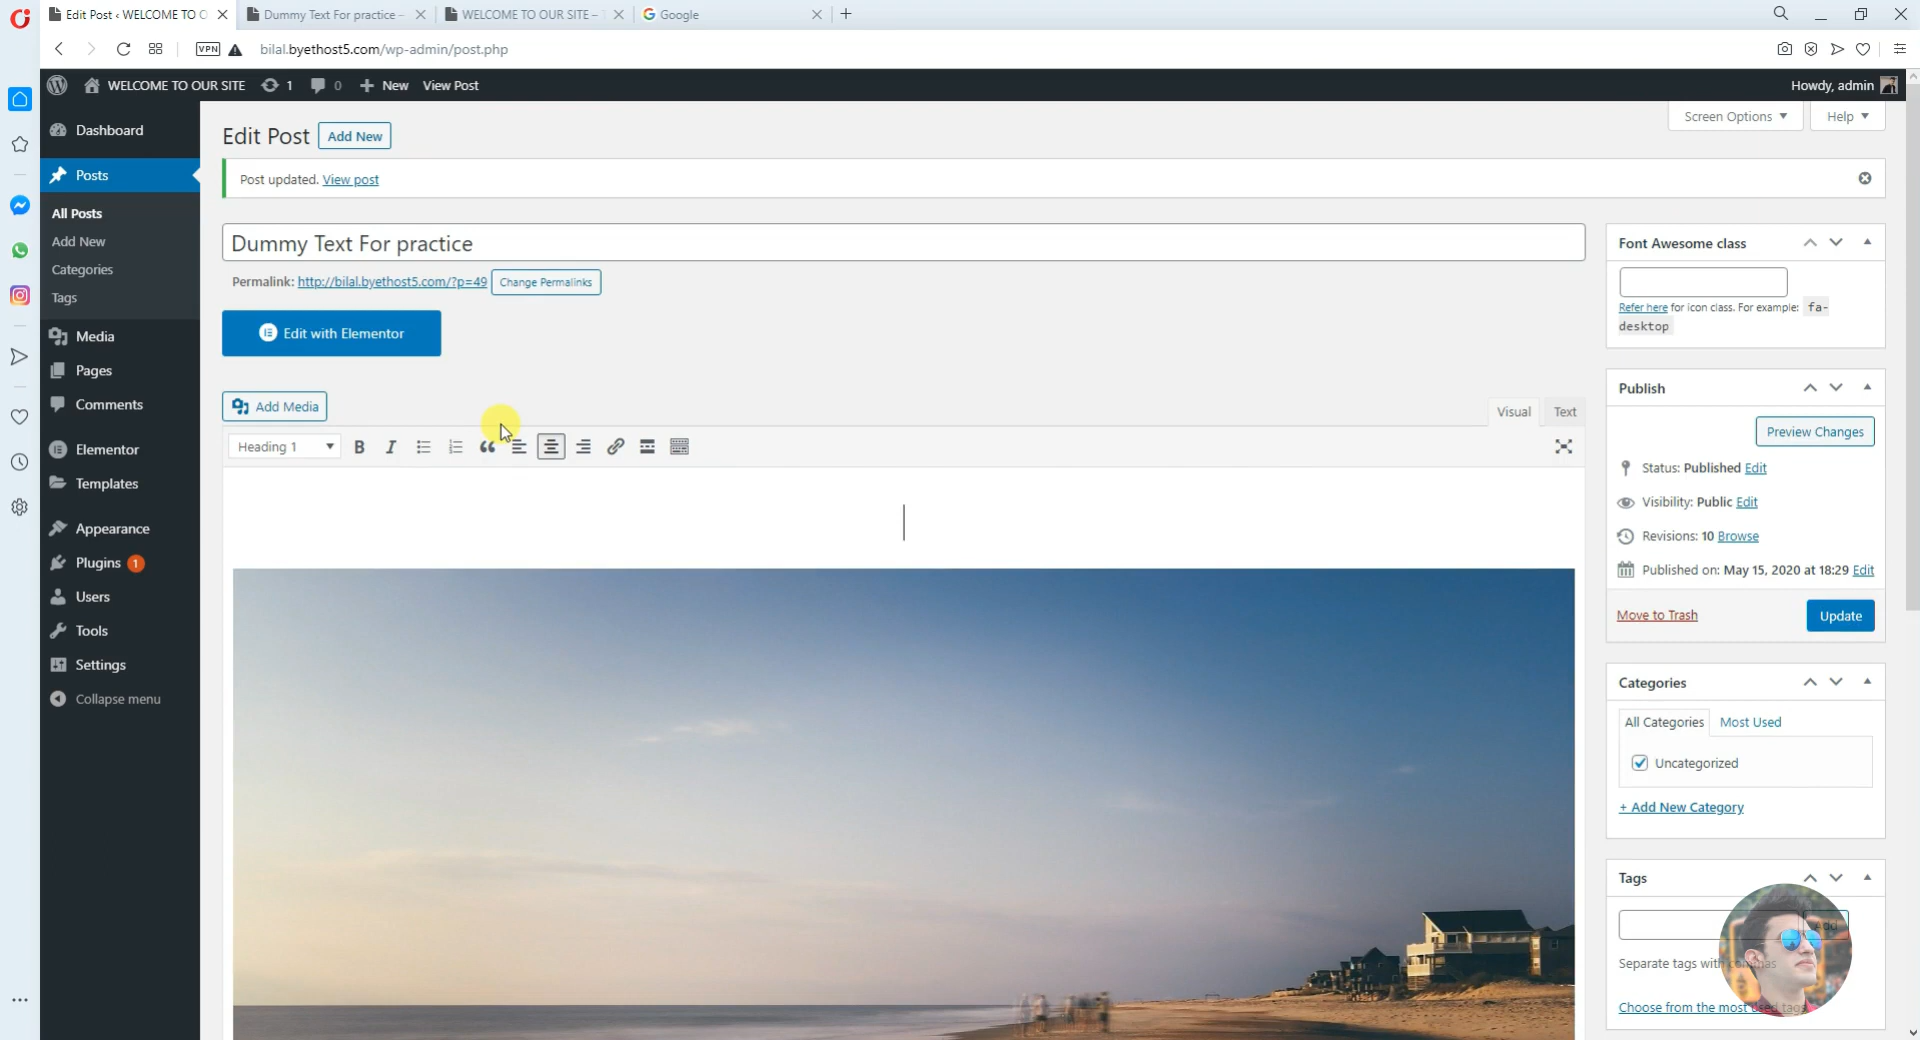 Edit Post ‹ WELCOME TO O
Dummy Text For practice –
WELCOME TO OUR SITE –
Google
VPN
bilal.byethost5.com/wp-admin/post.php
WELCOME TO OUR SITE
1
0
New
View Post
Howdy, admin
Dashboard
Posts
All Posts
Add New
Categories
Tags
Media
Pages
Comments
Elementor
Templates
Appearance
Plugins 1
Users
Tools
Settings
Collapse menu
Screen Options
Help
Edit Post
Add New
Post updated. View post
Dummy Text For practice
Permalink: http://bilal.byethost5.com/?p=49
Change Permalinks
Edit with Elementor
Add Media
Visual
Text
Heading 1
Font Awesome class
Refer here for icon class. For example: fa-
desktop
Publish
Preview Changes
Status: Published Edit
Visibility: Public Edit
Revisions: 10 Browse
Published on: May 15, 2020 at 18:29 Edit
Move to Trash
Update
Categories
All Categories
Most Used
Uncategorized
+ Add New Category
Tags
Add
Separate tags with commas
Choose from the most used tags